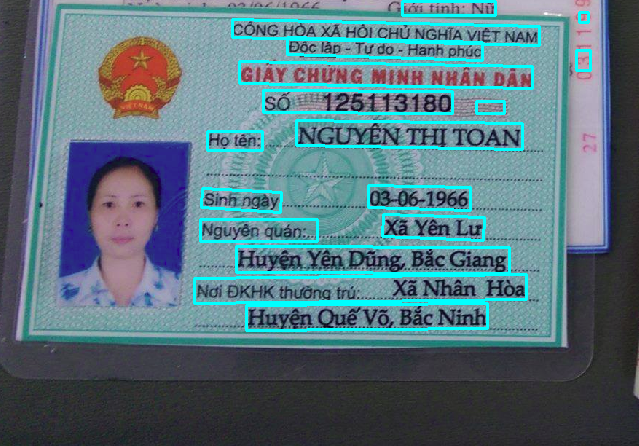 Giới tính: Nữ
CỘNG HÒA XÃ HỘI CHỦ NGHĨA VIỆT NAM
Độc lập - Tự do - Hạnh phúc
GIẤY CHỨNG MINH NHÂN DÂN
SỐ 125113180
Họ tên: NGUYỄN THỊ TOAN
Sinh ngày 03-06-1966
Nguyên quán: Xã Yên Lư
Huyện Yên Dũng, Bắc Giang
Nơi ĐKHK thường trú: Xã Nhân Hòa
Huyện Quế Võ, Bắc Ninh